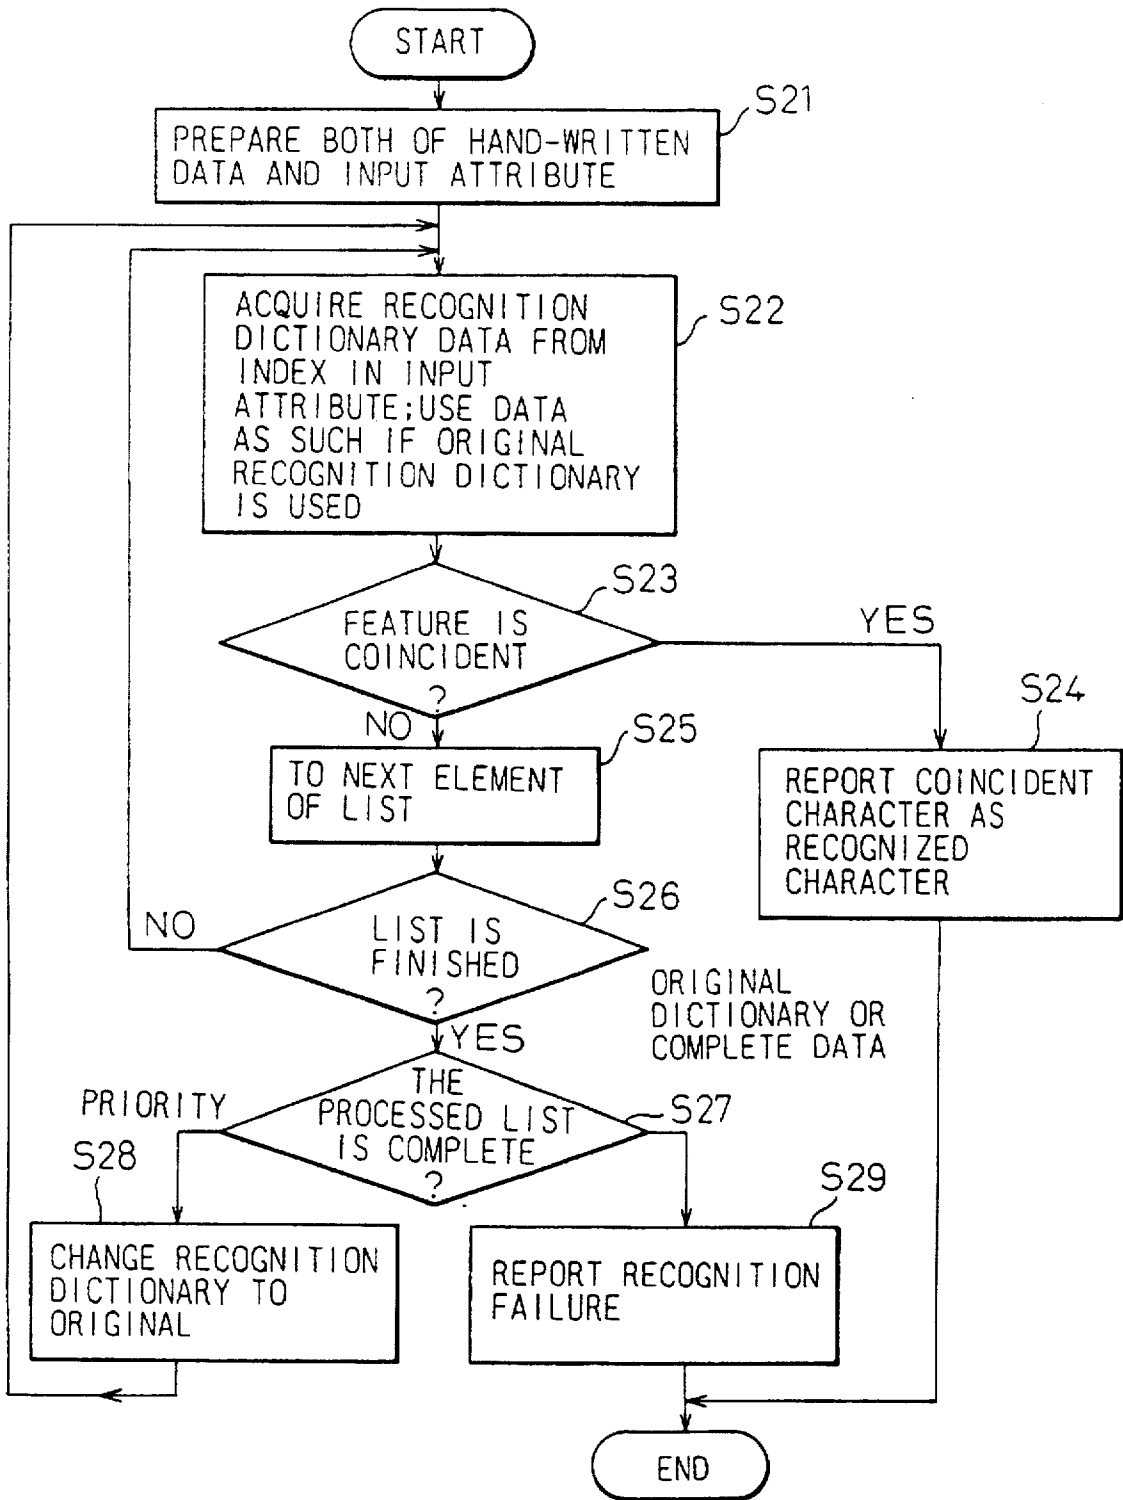 START
S21
PREPARE BOTH OF HAND-WRITTEN
DATA AND INPUT ATTRIBUTE
S22
ACQUIRE RECOGNITION
DICTIONARY DATA FROM
INDEX IN INPUT
ATTRIBUTE;USE DATA
AS SUCH IF ORIGINAL
RECOGNITION DICTIONARY
IS USED
S23
FEATURE IS
COINCIDENT
?
YES
NO
S24
REPORT COINCIDENT
CHARACTER AS
RECOGNIZED
CHARACTER
S25
TO NEXT ELEMENT
OF LIST
S26
LIST IS
FINISHED
?
NO
YES
ORIGINAL
DICTIONARY OR
COMPLETE DATA
PRIORITY
S27
THE
PROCESSED LIST
IS COMPLETE
?
S28
CHANGE RECOGNITION
DICTIONARY TO
ORIGINAL
S29
REPORT RECOGNITION
FAILURE
END